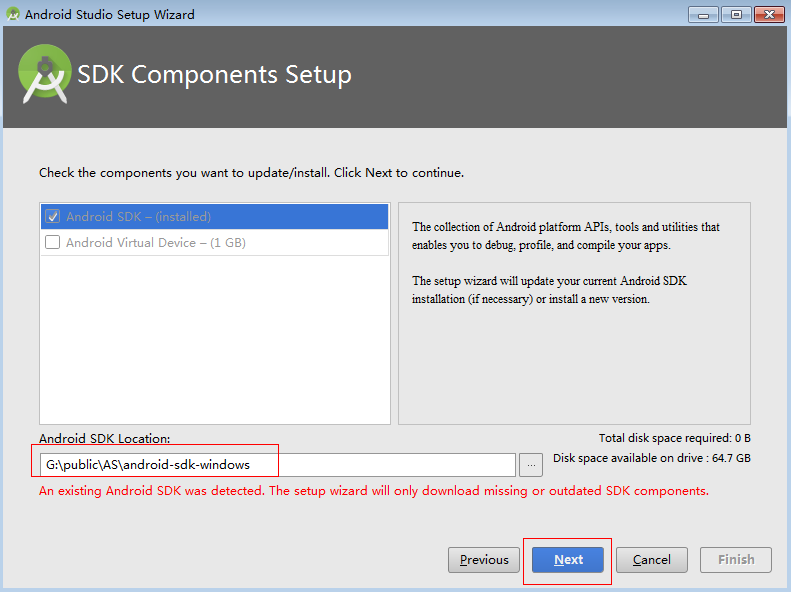 Android Studio Setup Wizard
SDK Components Setup
Check the components you want to update/install. Click Next to continue.
Android SDK – (installed)
Android Virtual Device – (1 GB)
The collection of Android platform APIs, tools and utilities that
enables you to debug, profile, and compile your apps.
The setup wizard will update your current Android SDK
installation (if necessary) or install a new version.
Android SDK Location:
Total disk space required: 0 B
G:\public\AS\android-sdk-windows
...
Disk space available on drive : 64.7 GB
An existing Android SDK was detected. The setup wizard will only download missing or outdated SDK components.
Previous
Next
Cancel
Finish